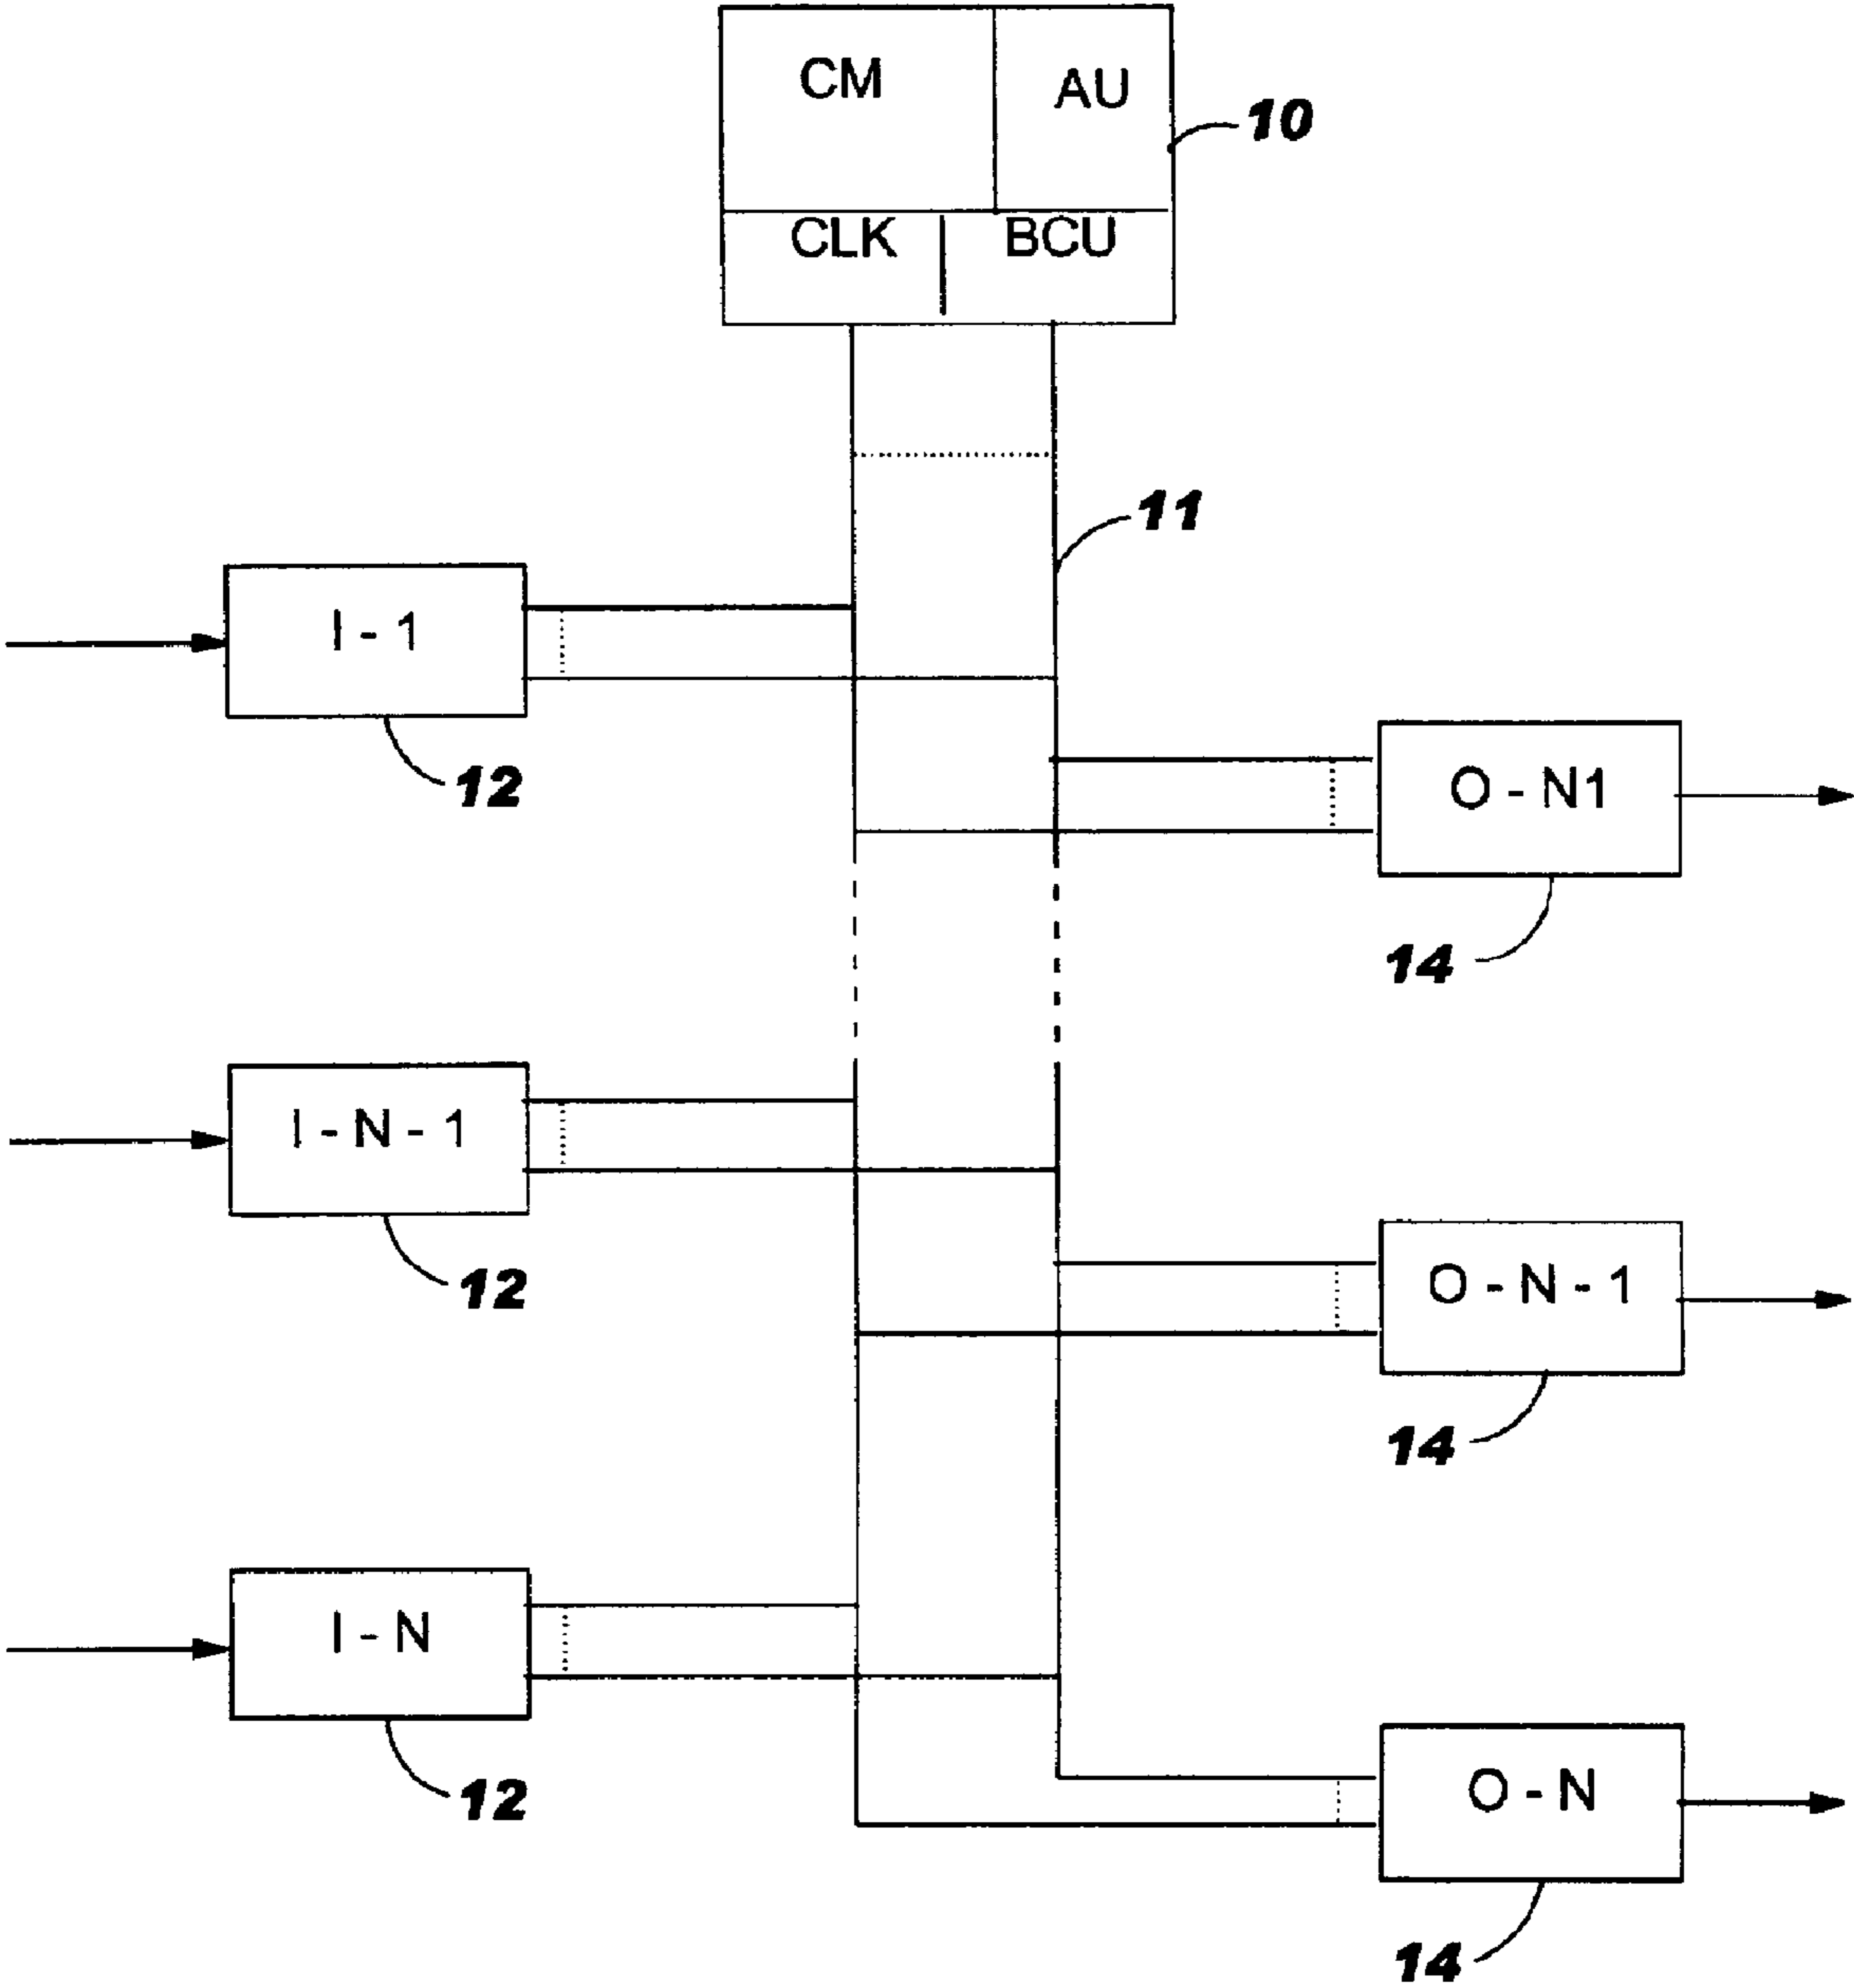 CM
AU
10
CLK
BCU
11
I - 1
12
O - N1
14
I - N - 1
12
O - N - 1
14
I - N
12
O - N
14